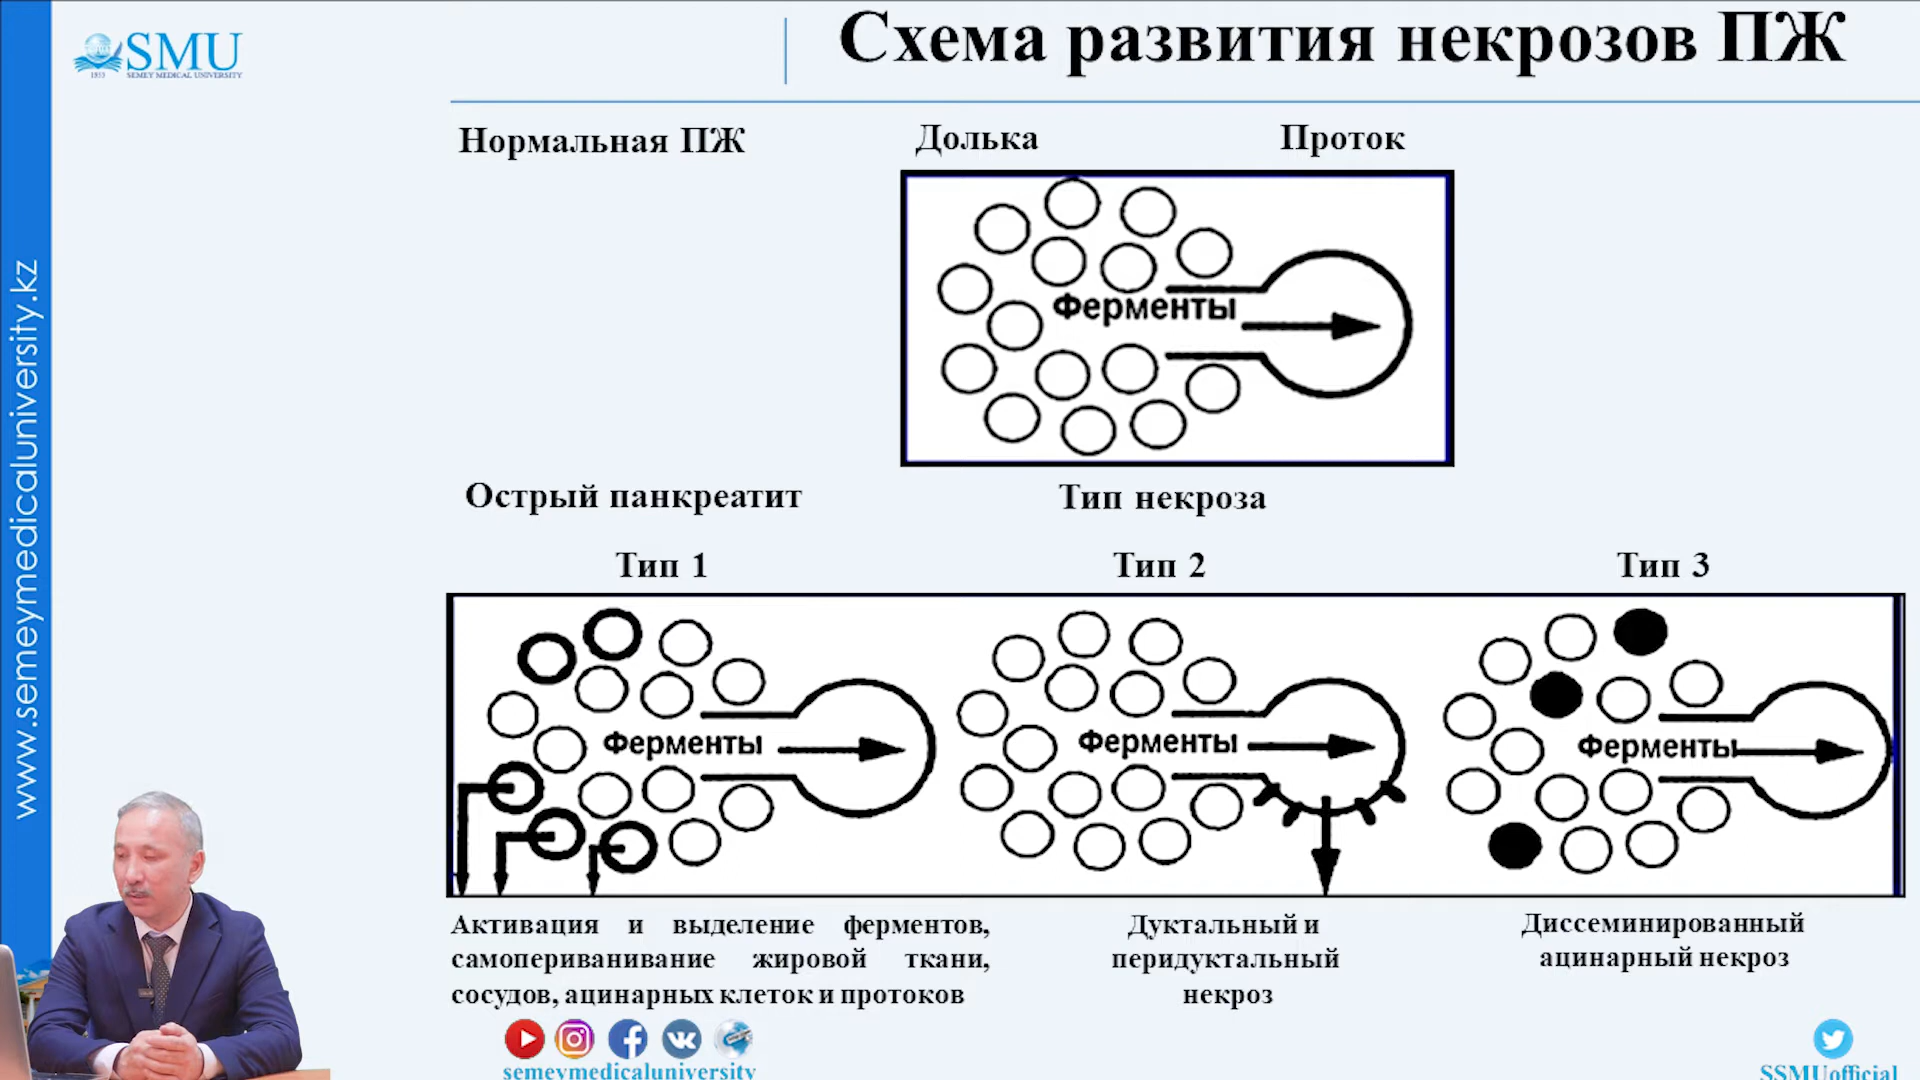 SMU
1953 SEMEY MEDICAL UNIVERSITY
Схема развития некрозов ПЖ
www.semeymedicaluniversity.kz
Нормальная ПЖ
Долька
Проток
Ферменты
Острый панкреатит
Тип некроза
Тип 1
Тип 2
Тип 3
Ферменты
Ферменты
Ферменты
Активация и выделение ферментов,
самопериванивание жировой ткани,
сосудов, ацинарных клеток и протоков
Дуктальный и
перидуктальный
некроз
Диссеминированный
ацинарный некроз
semeymedicaluniversity
SSMUofficial